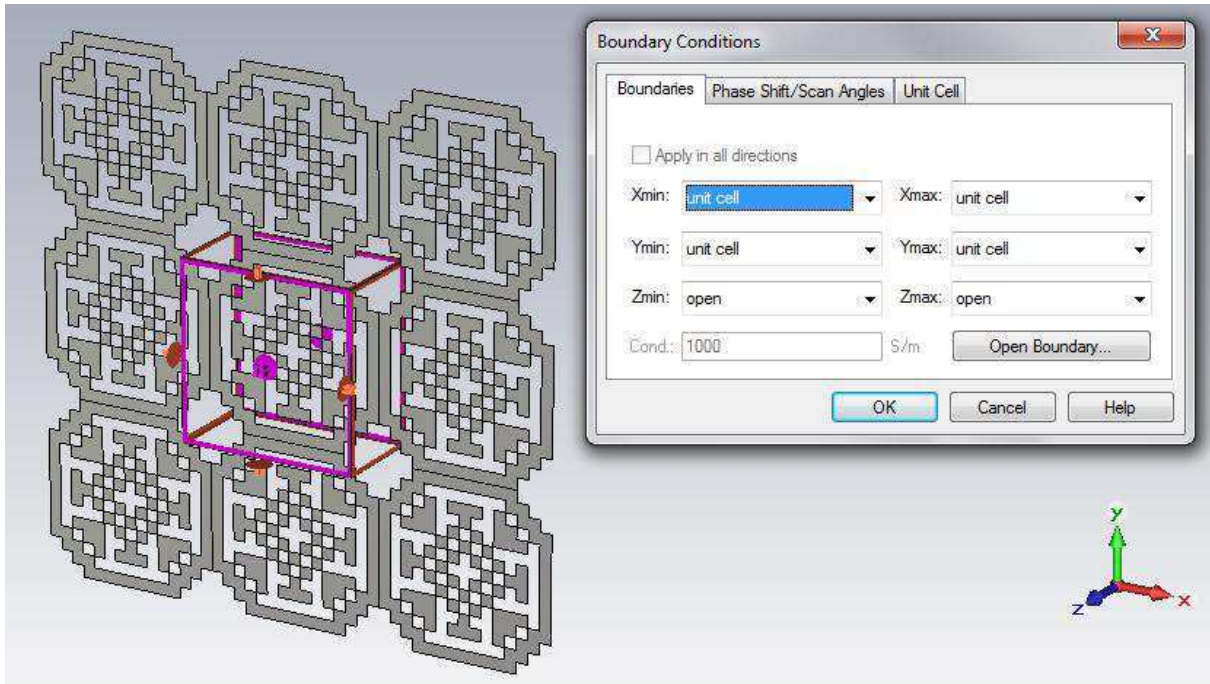 Boundary Conditions
Boundaries Phase Shift/Scan Angles Unit Cell
Apply in all directions
Xmin: unit cell Xmax: unit cell
Ymin: unit cell Ymax: unit cell
Zmin: open Zmax: open
Cond.: 1000 S/m Open Boundary...
OK Cancel Help
y
z x